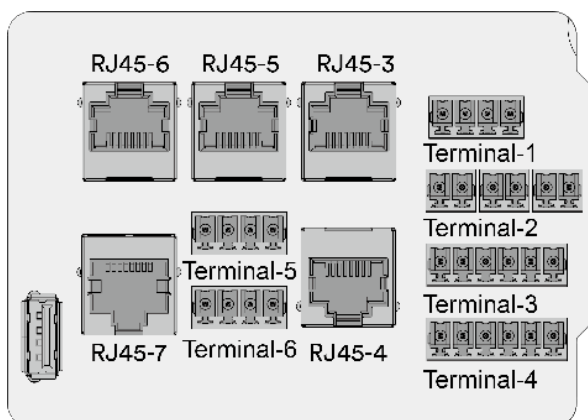 RJ45-6 RJ45-5 RJ45-3
Terminal-1
Terminal-2
Terminal-5
Terminal-3
RJ45-7 Terminal-6 RJ45-4
Terminal-4